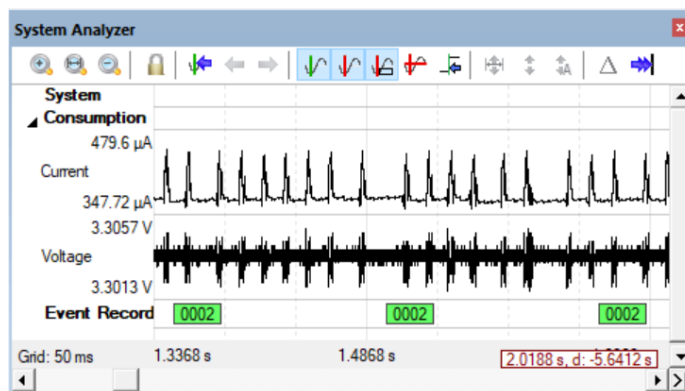 System Analyzer
System
Consumption
479.6 µA
Current
347.72 µA
3.3057 V
Voltage
3.3013 V
Event Record 0002 0002 0002
Grid: 50 ms 1.3368 s 1.4868 s 2.0188 s, d: -5.6412 s